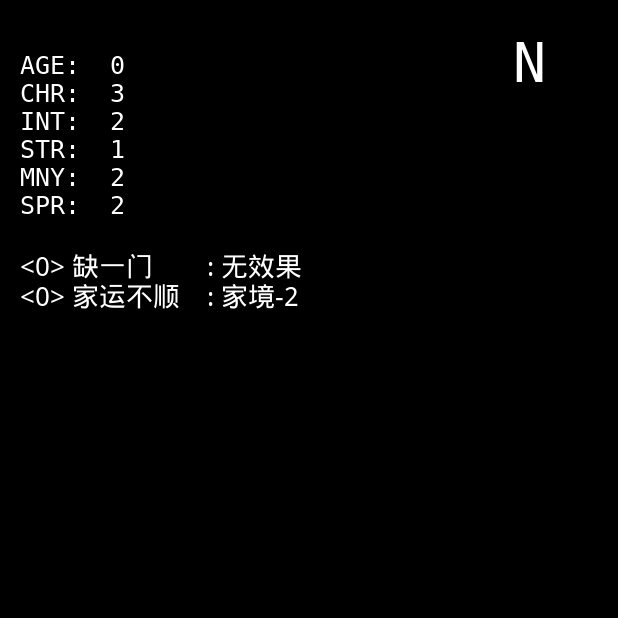 N
AGE: 0
CHR: 3
INT: 2
STR: 1
MNY: 2
SPR: 2
<O> 缺一门 : 无效果
<O> 家运不顺 : 家境-2